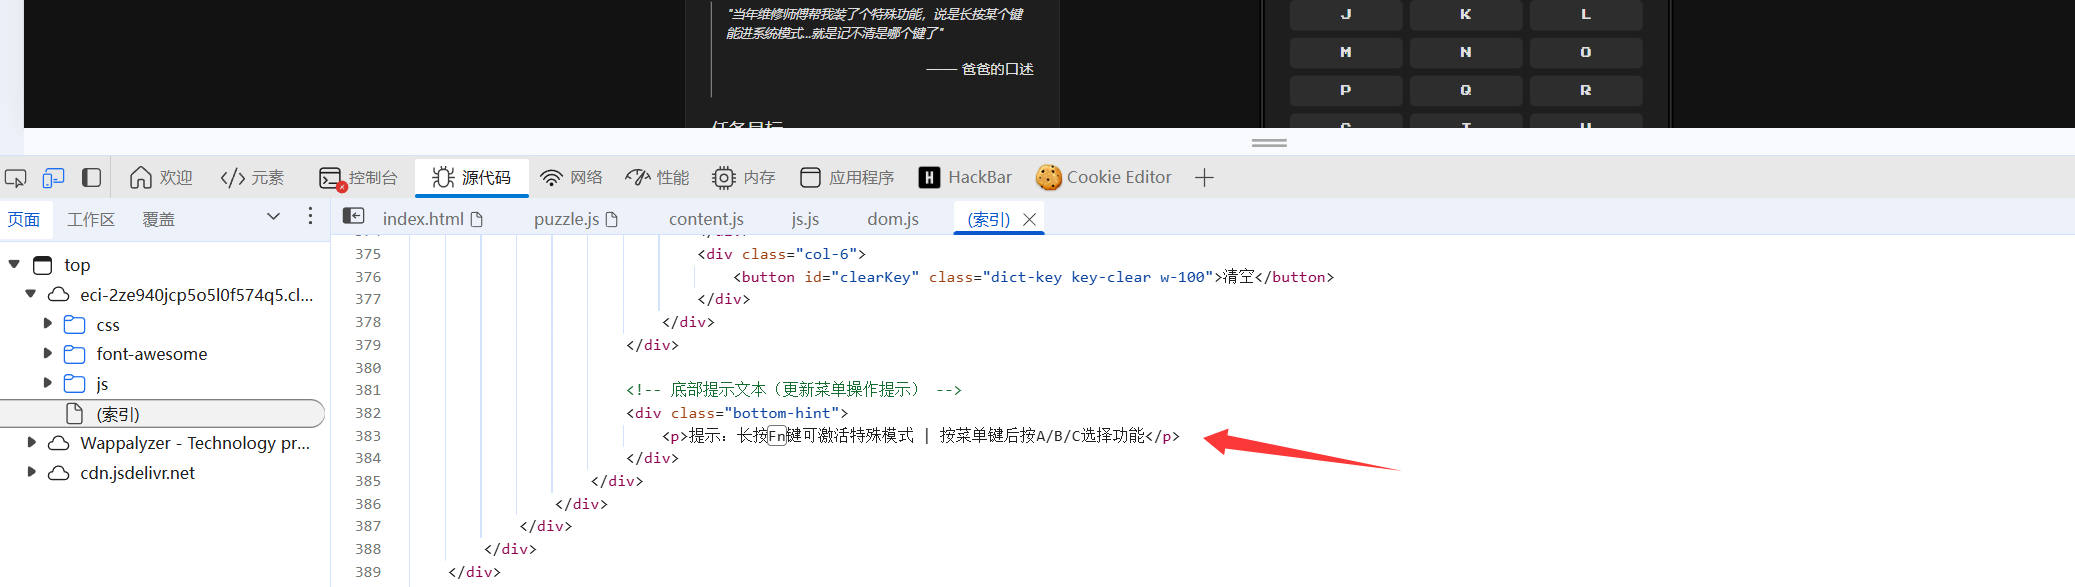 "当年维修师傅帮我装了个特殊功能，说是长按某个键
能进系统模式...就是记不清是哪个键了"
—— 爸爸的口述
任务目标
J K L
M N O
P Q R
S T U
欢迎 </> 元素 控制台 源代码 网络 性能 内存 应用程序 H HackBar Cookie Editor
页面 工作区 覆盖
index.html puzzle.js content.js js.js dom.js (索引)
top
eci-2ze940jcp5o5l0f574q5.cl...
css
font-awesome
js
(索引)
Wappalyzer - Technology pr...
cdn.jsdelivr.net
375 <div class="col-6">
376 <button id="clearKey" class="dict-key key-clear w-100">清空</button>
377 </div>
378 </div>
379 </div>
380
381 <!-- 底部提示文本（更新菜单操作提示） -->
382 <div class="bottom-hint">
383 <p>提示：长按Fn键可激活特殊模式 | 按菜单键后按A/B/C选择功能</p>
384 </div>
385 </div>
386 </div>
387 </div>
388 </div>
389 </div>